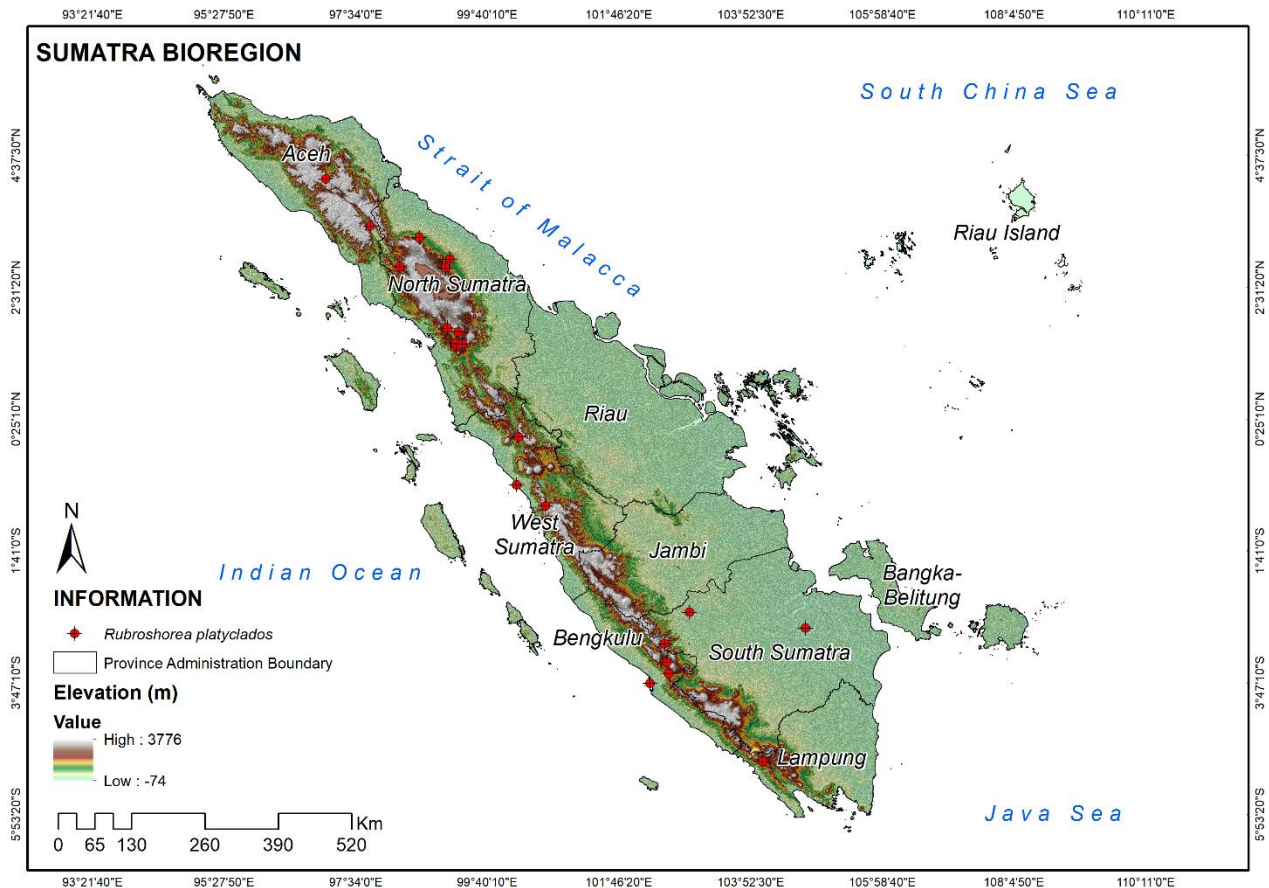 93°21'40"E 95°27'50"E 97°34'0"E 99°40'10"E 101°46'20"E 103°52'30"E 105°58'40"E 108°4'50"E 110°11'0"E
SUMATRA BIOREGION
South China Sea
4°37'30"N
4°37'30"N
Strait of Malacca
Aceh
Riau Island
2°31'20"N
2°31'20"N
North Sumatra
0°25'10"N
0°25'10"N
Riau
N
West
Sumatra
Jambi
1°41'0"S
1°41'0"S
Indian Ocean
Bangka-
Belitung
INFORMATION
Rubroshorea platyclados
Province Administration Boundary
Bengkulu
South Sumatra
3°47'10"S
3°47'10"S
Elevation (m)
Value
High : 3776
Low : -74
Lampung
5°53'20"S
5°53'20"S
Java Sea
Km
0 65 130 260 390 520
93°21'40"E 95°27'50"E 97°34'0"E 99°40'10"E 101°46'20"E 103°52'30"E 105°58'40"E 108°4'50"E 110°11'0"E